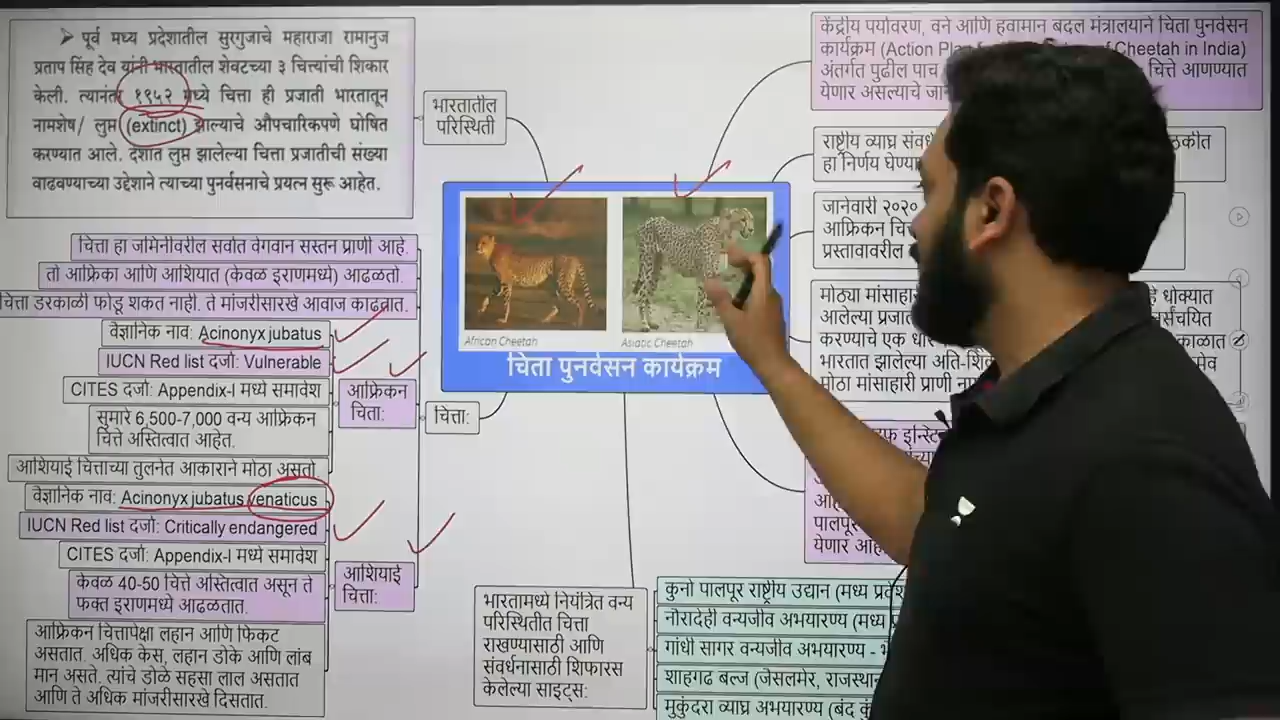 ➤ पूर्व मध्य प्रदेशातील सुरगुजाचे महाराजा रामानुज
प्रताप सिंह देव यांनी भारतातील शेवटच्या ३ चित्त्यांची शिकार
केली. त्यानंतर १९५२ मध्ये चित्ता ही प्रजाती भारतातून
नामशेष/ लुप्त (extinct) झाल्याचे औपचारिकपणे घोषित
करण्यात आले. देशात लुप्त झालेल्या चित्ता प्रजातीची संख्या
वाढवण्याच्या उद्देशाने त्याच्या पुनर्वसनाचे प्रयत्न सुरू आहेत.
भारतातील
परिस्थिती
चित्ता हा जमिनीवरील सर्वात वेगवान सस्तन प्राणी आहे.
तो आफ्रिका आणि आशियात (केवळ इराणमध्ये) आढळतो.
चित्ता डरकाळी फोडू शकत नाही. ते मांजरीसारखे आवाज काढतात.
वैज्ञानिक नाव: Acinonyx jubatus
IUCN Red list दर्जा: Vulnerable
CITES दर्जा: Appendix-I मध्ये समावेश
सुमारे 6,500-7,000 वन्य आफ्रिकन
चित्ते अस्तित्वात आहेत.
आशियाई चित्ताच्या तुलनेत आकाराने मोठा असतो
आफ्रिकन
चिता:
चित्ता:
वैज्ञानिक नाव: Acinonyx jubatus venaticus
IUCN Red list दर्जा: Critically endangered
CITES दर्जा: Appendix-I मध्ये समावेश
केवळ 40-50 चित्ते अस्तित्वात असून ते
फक्त इराणमध्ये आढळतात.
आफ्रिकन चित्तापेक्षा लहान आणि फिकट
असतात. अधिक केस, लहान डोके आणि लांब
मान असते. त्यांचे डोळे सहसा लाल असतात
आणि ते अधिक मांजरीसारखे दिसतात.
आशियाई
चिता:
African Cheetah
Asiatic Cheetah
चिता पुनर्वसन कार्यक्रम
केंद्रीय पर्यावरण, वने आणि हवामान बदल मंत्रालयाने चिता पुनर्वसन
कार्यक्रम (Action Plan of Cheetah in India)
अंतर्गत पुढील पाच चित्ते आणण्यात
येणार असल्याचे
राष्ट्रीय व्याघ्र
हा निर्णय
जानेवारी २०२०
आफ्रिकन
प्रस्तावावरील
मोठ्या धोक्यात
आलेल्या
करण्याचे एक काळात
भारतात झालेल्या
मोठा मांसाहारी प्राणी
येणार
भारतामध्ये नियंत्रित वन्य
परिस्थितीत चिता
राखण्यासाठी आणि
संवर्धनासाठी शिफारस
केलेल्या साइट्स:
कुनो पालपूर राष्ट्रीय उद्यान (मध्य
नौरादेही वन्यजीव अभयारण्य (मध्य
गांधी सागर वन्यजीव अभयारण्य -
शाहगढ बल्ज (जैसलमेर, राजस्थान
मुकुंदरा व्याघ्र अभयारण्य